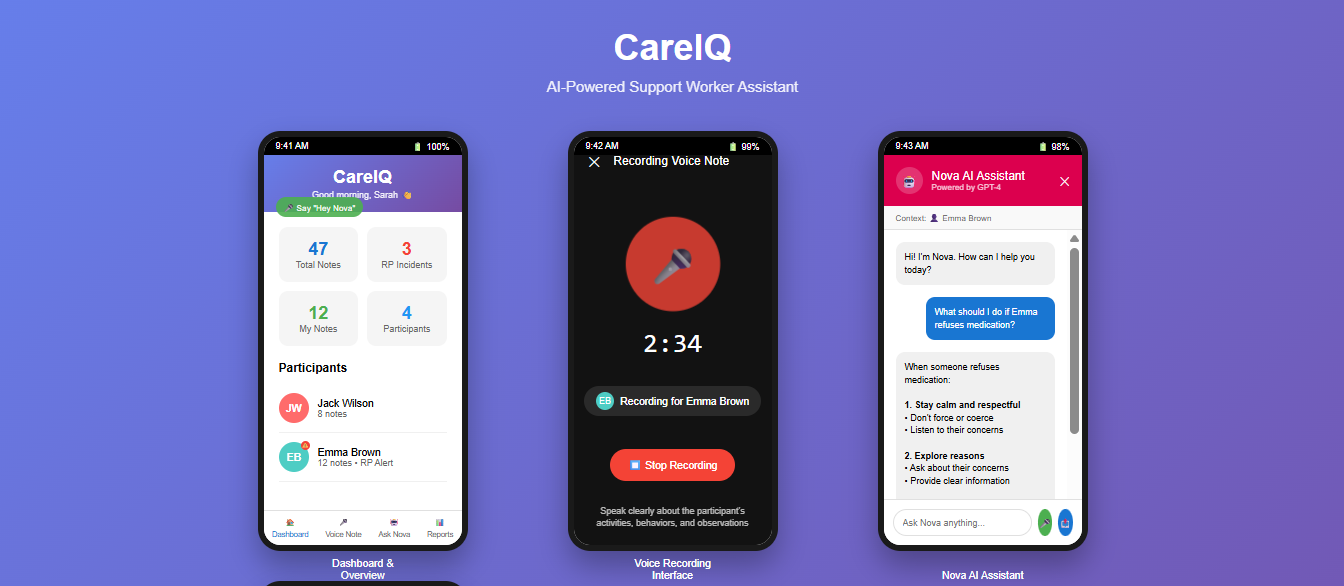 CareIQ
AI-Powered Support Worker Assistant
9:41 AM
100%
CareIQ
Good morning, Sarah
Say "Hey Nova"
47
Total Notes
3
RP Incidents
12
My Notes
4
Participants
Participants
JW
Jack Wilson
8 notes
EB
Emma Brown
12 notes • RP Alert
Dashboard
Voice Note
Ask Nova
Reports
Dashboard &
Overview
9:42 AM
99%
Recording Voice Note
2:34
EB
Recording for Emma Brown
Stop Recording
Speak clearly about the participant's
activities, behaviors, and observations
Voice Recording
Interface
9:43 AM
98%
Nova AI Assistant
Powered by GPT-4
Context: Emma Brown
Hi! I'm Nova. How can I help you
today?
What should I do if Emma
refuses medication?
When someone refuses
medication:
1. Stay calm and respectful
• Don't force or coerce
• Listen to their concerns
2. Explore reasons
• Ask about their concerns
• Provide clear information
Ask Nova anything...
Nova AI Assistant